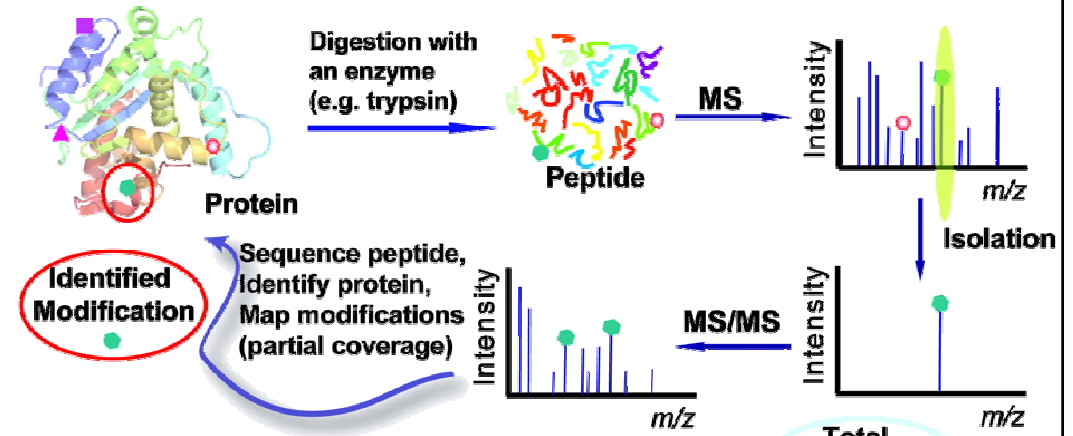 Digestion with
an enzyme
(e.g. trypsin)
Protein
Peptide
MS
Intensity
m/z
Isolation
Intensity
m/z
MS/MS
Intensity
m/z
Sequence peptide,
Identify protein,
Map modifications
(partial coverage)
Identified
Modification
Total